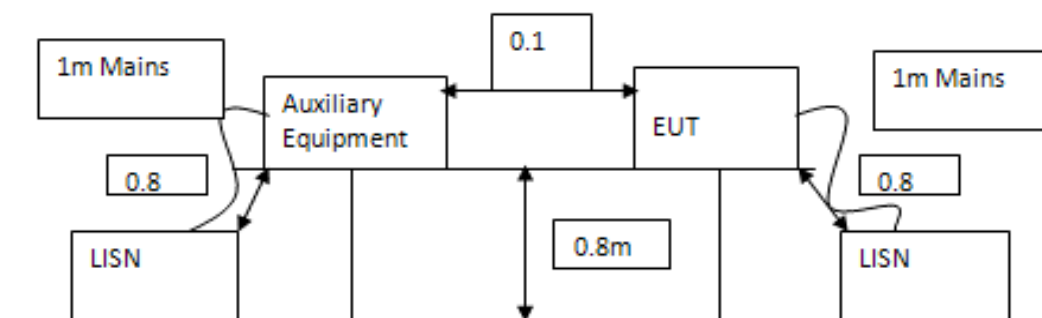 0.1
1m Mains
1m Mains
Auxiliary
Equipment
EUT
0.8
0.8
0.8m
LISN
LISN